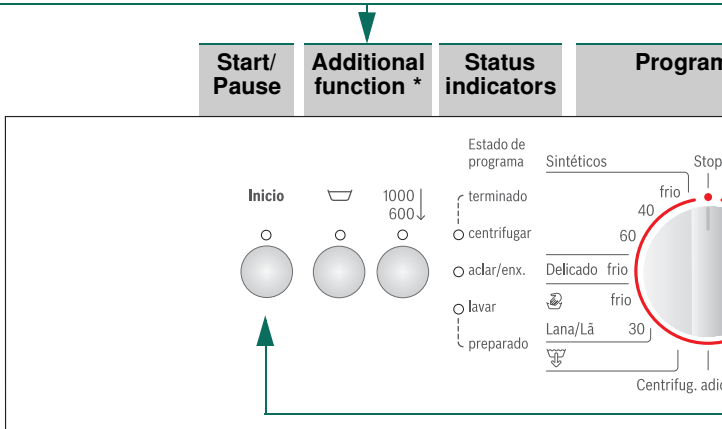 Start/
Pause
Additional
function *
Status
indicators
Program
Inicio
1000
600
Estado de
programa
terminado
centrifugar
aclar/enx.
lavar
preparado
Sintéticos
frio
40
60
Delicado frio
frio
Lana/Lã 30
Stop
Centrifug. adic